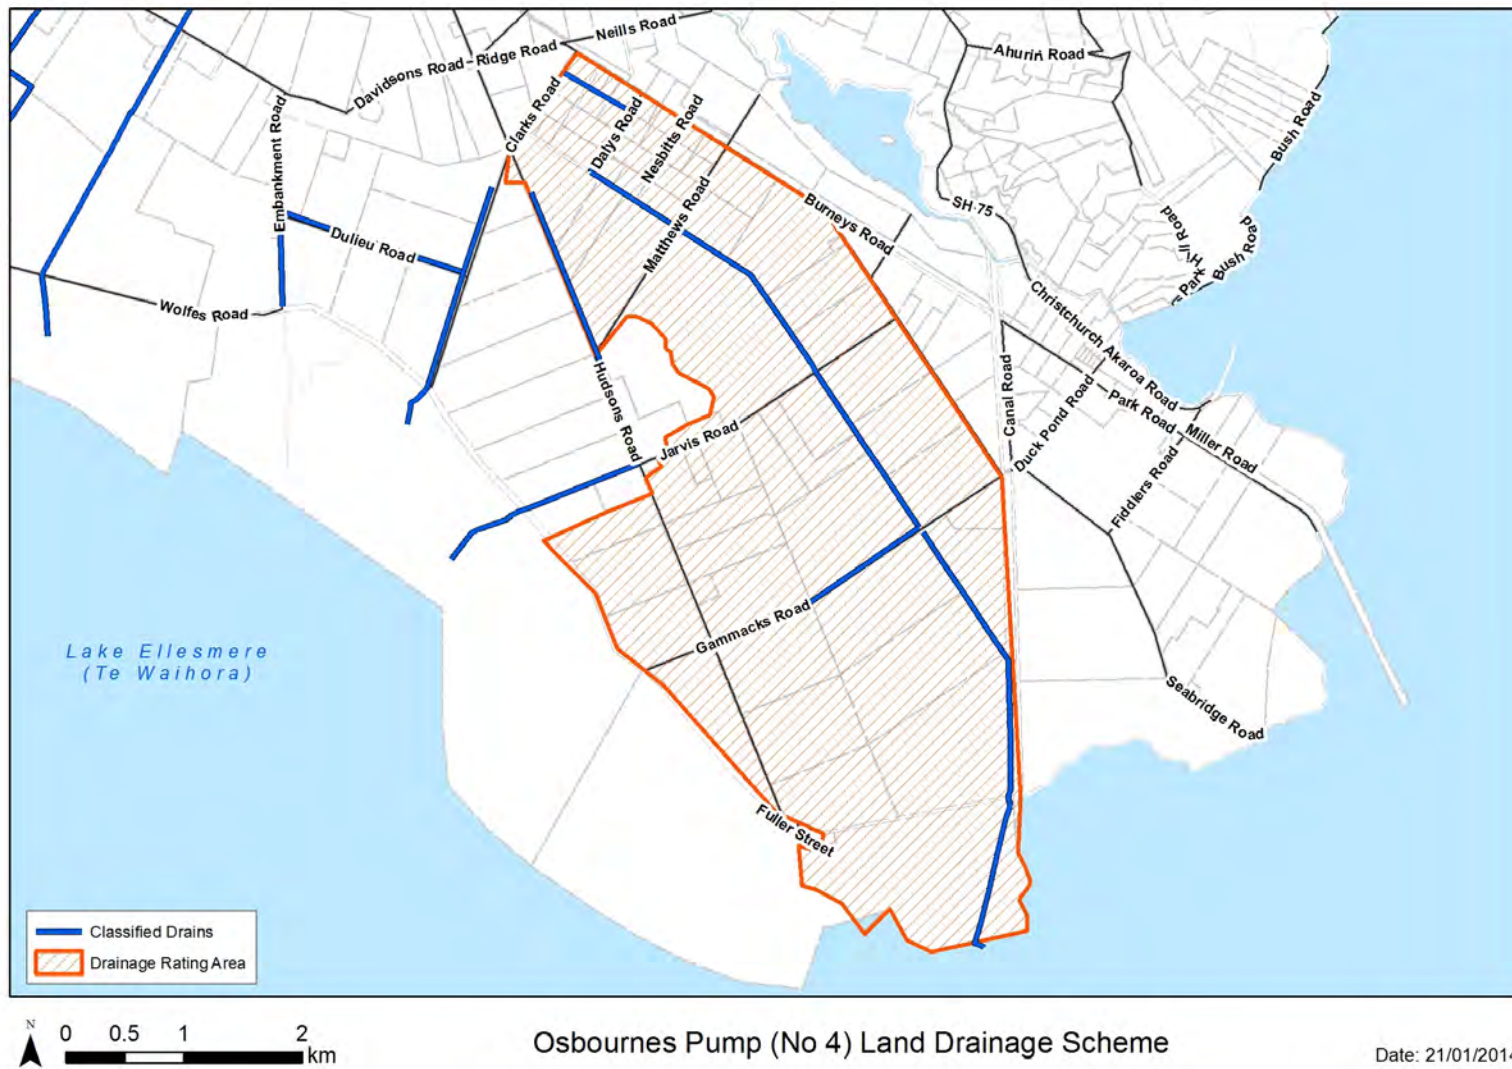 Neills Road
Davidsons Road
Ridge Road
Ahuriri Road
Clarks Road
Embankment Road
Dalys Road
Nesbitts Road
Bush Road
Matthews Road
Burneys Road
SH 75
Park Hill Road
Bush Road
Dulieu Road
Wolfes Road
Christchurch Akaroa Road
Hudsons Road
Canal Road
Duck Pond Road
Park Road
Jarvis Road
Miller Road
Fiddlers Road
Gammacks Road
Lake Ellesmere
(Te Waihora)
Seabridge Road
Fuller Street
Classified Drains
Drainage Rating Area
N
0 0.5 1 2
km
Osbournes Pump (No 4) Land Drainage Scheme
Date: 21/01/2014